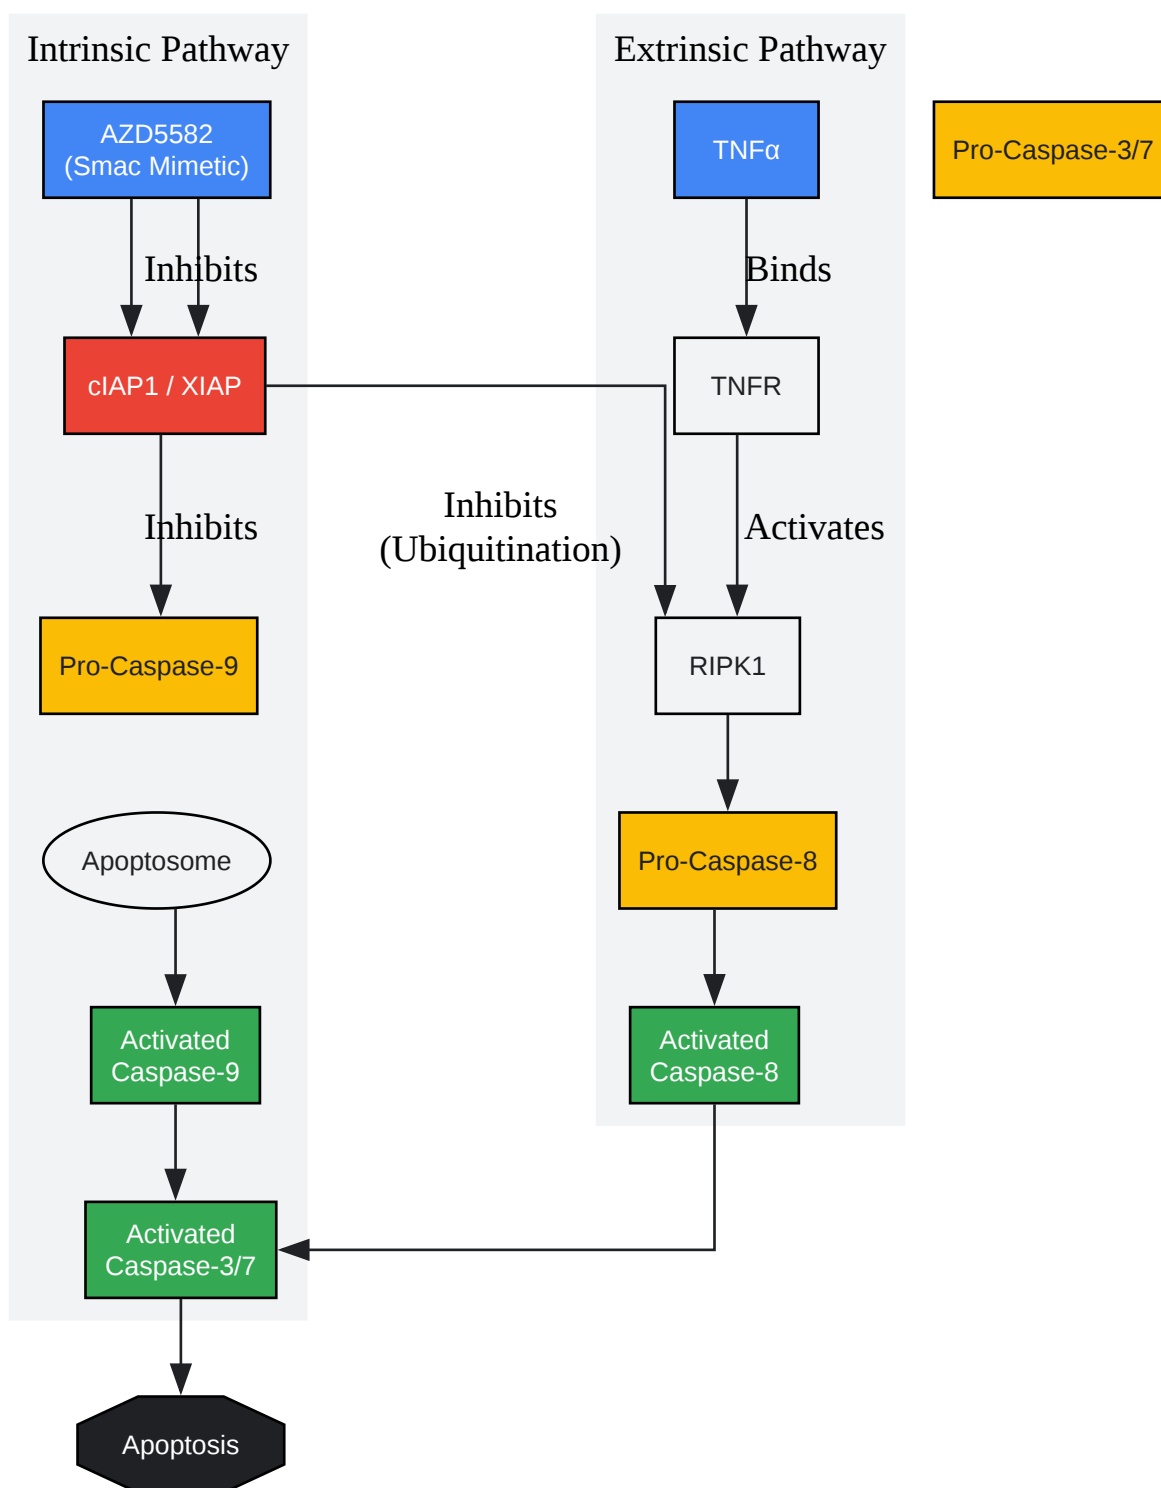 Intrinsic Pathway
Extrinsic Pathway
AZD5582
(Smac Mimetic)
TNFα
Pro-Caspase-3/7
Inhibits
Binds
cIAP1 / XIAP
TNFR
Inhibits
Inhibits
(Ubiquitination)
Activates
Pro-Caspase-9
RIPK1
Apoptosome
Pro-Caspase-8
Activated
Caspase-9
Activated
Caspase-8
Activated
Caspase-3/7
Apoptosis